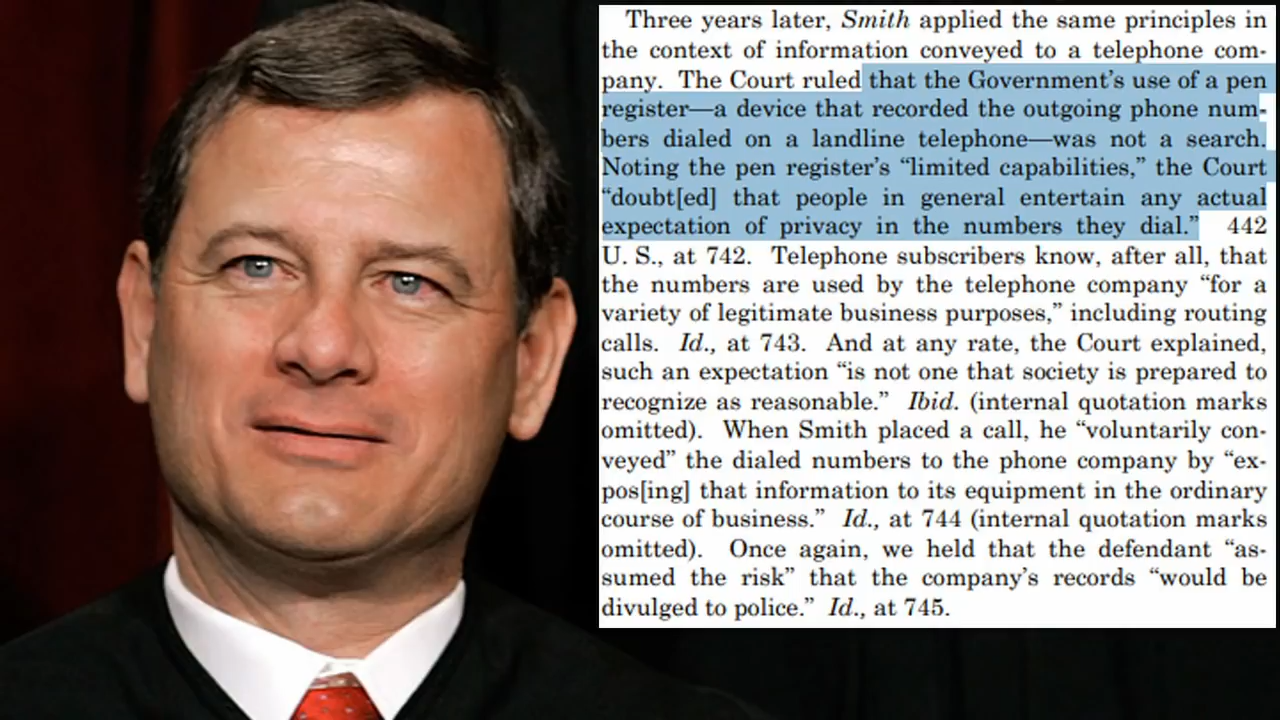 Three years later, Smith applied the same principles in
the context of information conveyed to a telephone com-
pany. The Court ruled that the Government’s use of a pen
register—a device that recorded the outgoing phone num-
bers dialed on a landline telephone—was not a search.
Noting the pen register’s “limited capabilities,” the Court
“doubt[ed] that people in general entertain any actual
expectation of privacy in the numbers they dial.” 442
U. S., at 742. Telephone subscribers know, after all, that
the numbers are used by the telephone company “for a
variety of legitimate business purposes,” including routing
calls. Id., at 743. And at any rate, the Court explained,
such an expectation “is not one that society is prepared to
recognize as reasonable.” Ibid. (internal quotation marks
omitted). When Smith placed a call, he “voluntarily con-
veyed” the dialed numbers to the phone company by “ex-
pos[ing] that information to its equipment in the ordinary
course of business.” Id., at 744 (internal quotation marks
omitted). Once again, we held that the defendant “as-
sumed the risk” that the company’s records “would be
divulged to police.” Id., at 745.